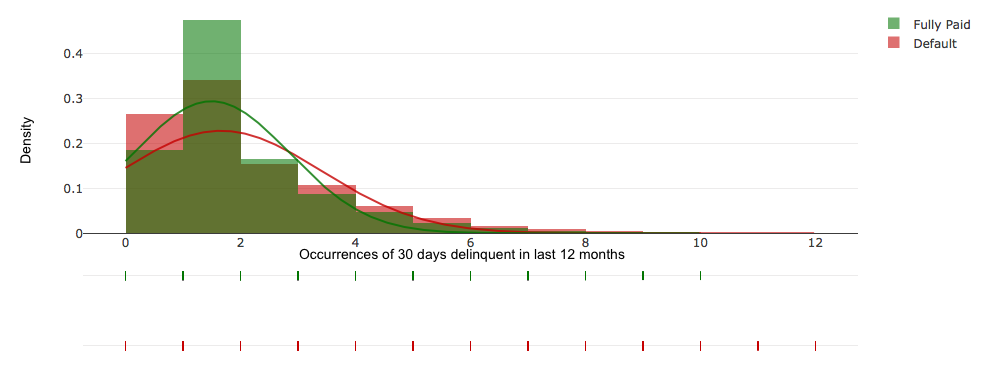 Fully Paid
Default
0.4
0.3
0.2
0.1
0
Density
0 2 4 6 8 10 12
Occurrences of 30 days delinquent in last 12 months